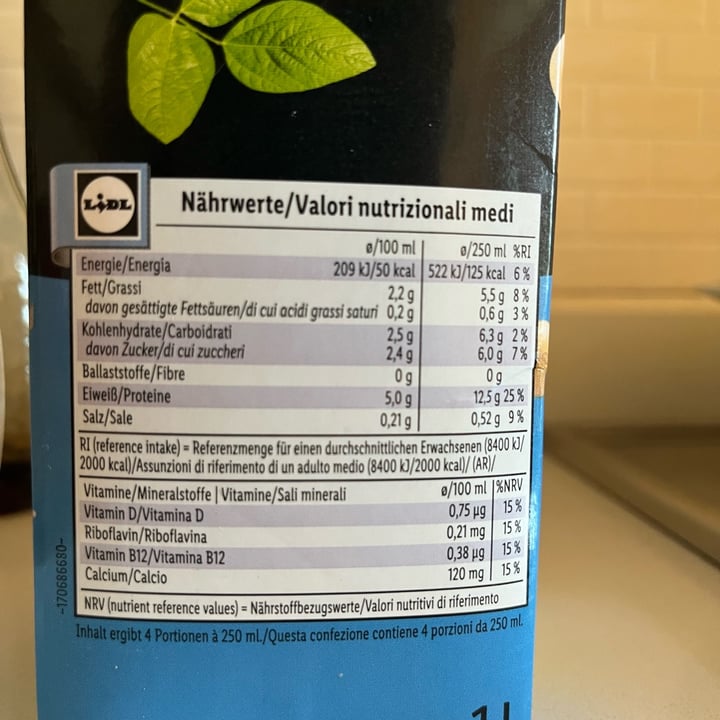 LIDL
Nährwerte/Valori nutrizionali medi
ø/100 ml ø/250 ml %RI
Energie/Energia 209 kJ/50 kcal 522 kJ/125 kcal 6 %
Fett/Grassi 2,2 g 5,5 g 8 %
davon gesättigte Fettsäuren/di cui acidi grassi saturi 0,2 g 0,6 g 3 %
Kohlenhydrate/Carboidrati 2,5 g 6,3 g 2 %
davon Zucker/di cui zuccheri 2,4 g 6,0 g 7 %
Ballaststoffe/Fibre 0 g 0 g
Eiweiß/Proteine 5,0 g 12,5 g 25 %
Salz/Sale 0,21 g 0,52 g 9 %
RI (reference intake) = Referenzmenge für einen durchschnittlichen Erwachsenen (8400 kJ/
2000 kcal)/Assunzioni di riferimento di un adulto medio (8400 kJ/2000 kcal)/ (AR)/
Vitamine/Mineralstoffe | Vitamine/Sali minerali ø/100 ml %NRV
Vitamin D/Vitamina D 0,75 µg 15 %
Riboflavin/Riboflavina 0,21 mg 15 %
Vitamin B12/Vitamina B12 0,38 µg 15 %
Calcium/Calcio 120 mg 15 %
NRV (nutrient reference values) = Nährstoffbezugswerte/Valori nutritivi di riferimento
Inhalt ergibt 4 Portionen à 250 ml./Questa confezione contiene 4 porzioni da 250 ml.
-170686680-
1 L